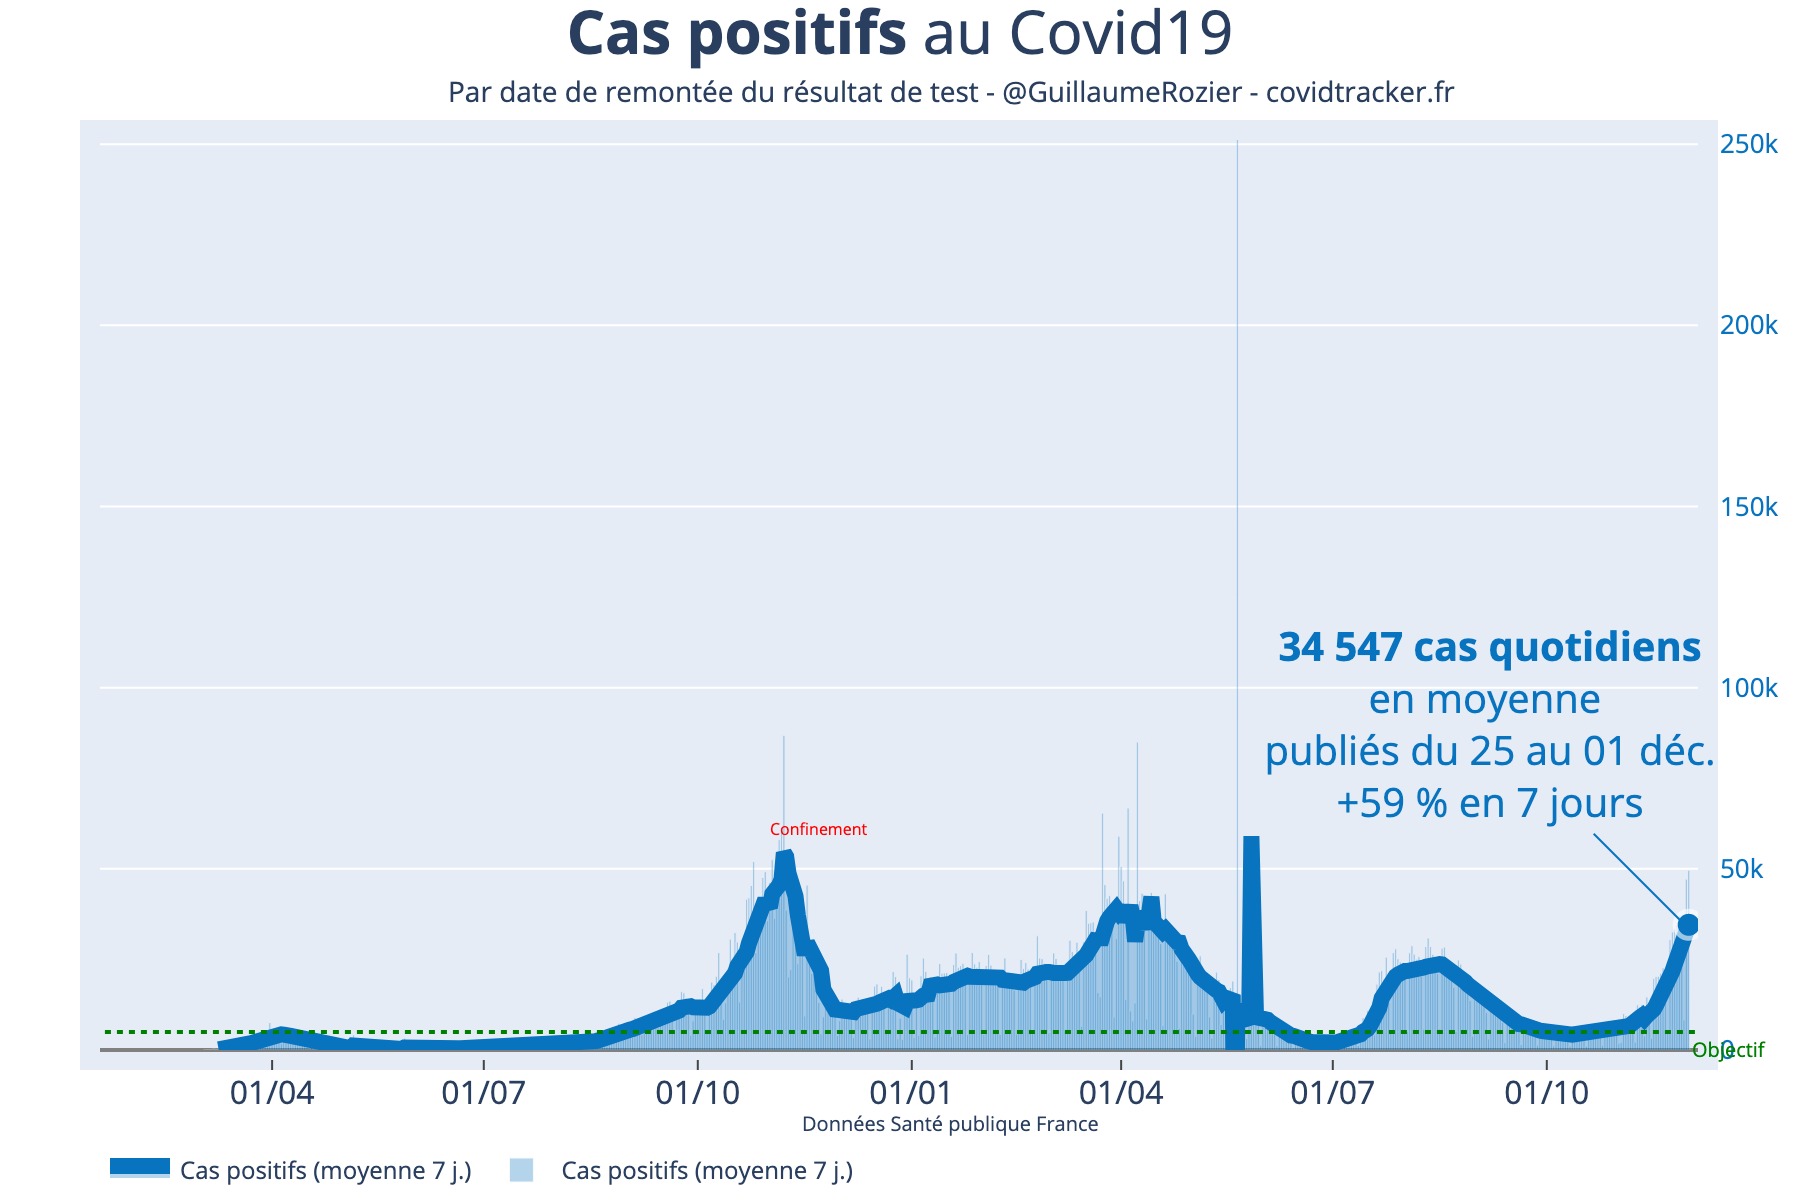 Cas positifs au Covid19
Par date de remontée du résultat de test - @GuillaumeRozier - covidtracker.fr
250k
200k
150k
100k
50k
0
34 547 cas quotidiens
en moyenne
publiés du 25 au 01 déc.
+59 % en 7 jours
Confinement
Objectif
01/04 01/07 01/10 01/01 01/04 01/07 01/10
Données Santé publique France
Cas positifs (moyenne 7 j.) Cas positifs (moyenne 7 j.)